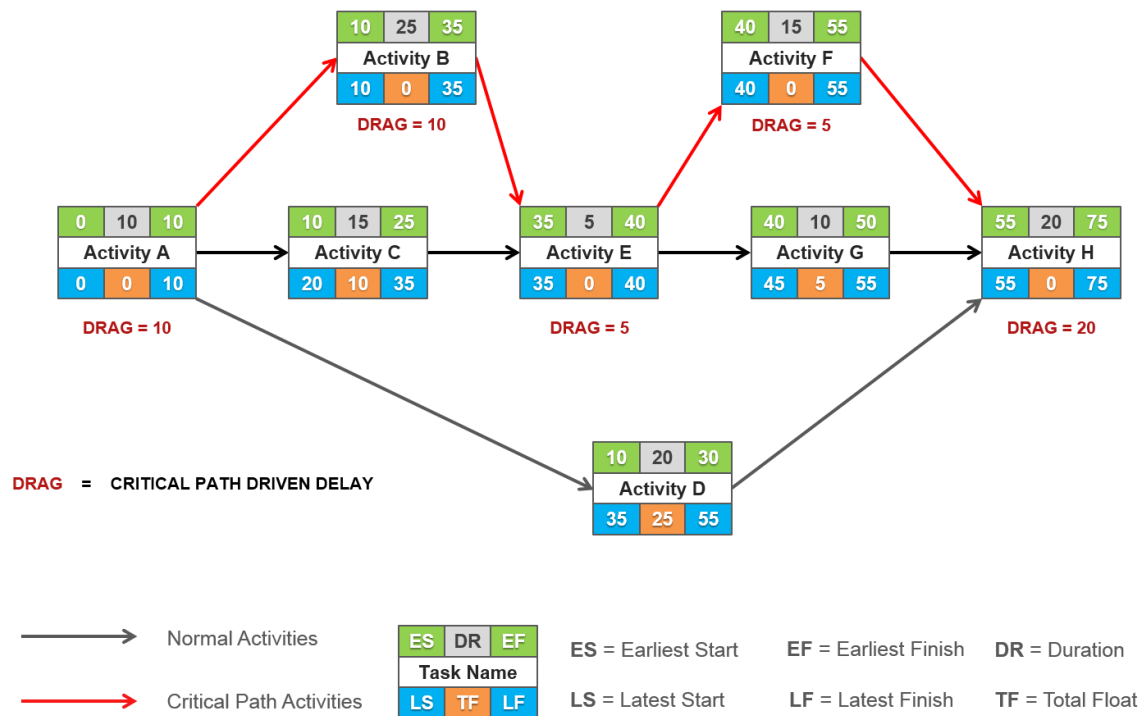 10 25 35
Activity B
10 0 35
DRAG = 10
40 15 55
Activity F
40 0 55
DRAG = 5
0 10 10
Activity A
0 0 10
DRAG = 10
10 15 25
Activity C
20 10 35
35 5 40
Activity E
35 0 40
DRAG = 5
40 10 50
Activity G
45 5 55
55 20 75
Activity H
55 0 75
DRAG = 20
10 20 30
Activity D
35 25 55
DRAG = CRITICAL PATH DRIVEN DELAY
Normal Activities
Critical Path Activities
ES DR EF
Task Name
LS TF LF
ES = Earliest Start
EF = Earliest Finish
DR = Duration
LS = Latest Start
LF = Latest Finish
TF = Total Float